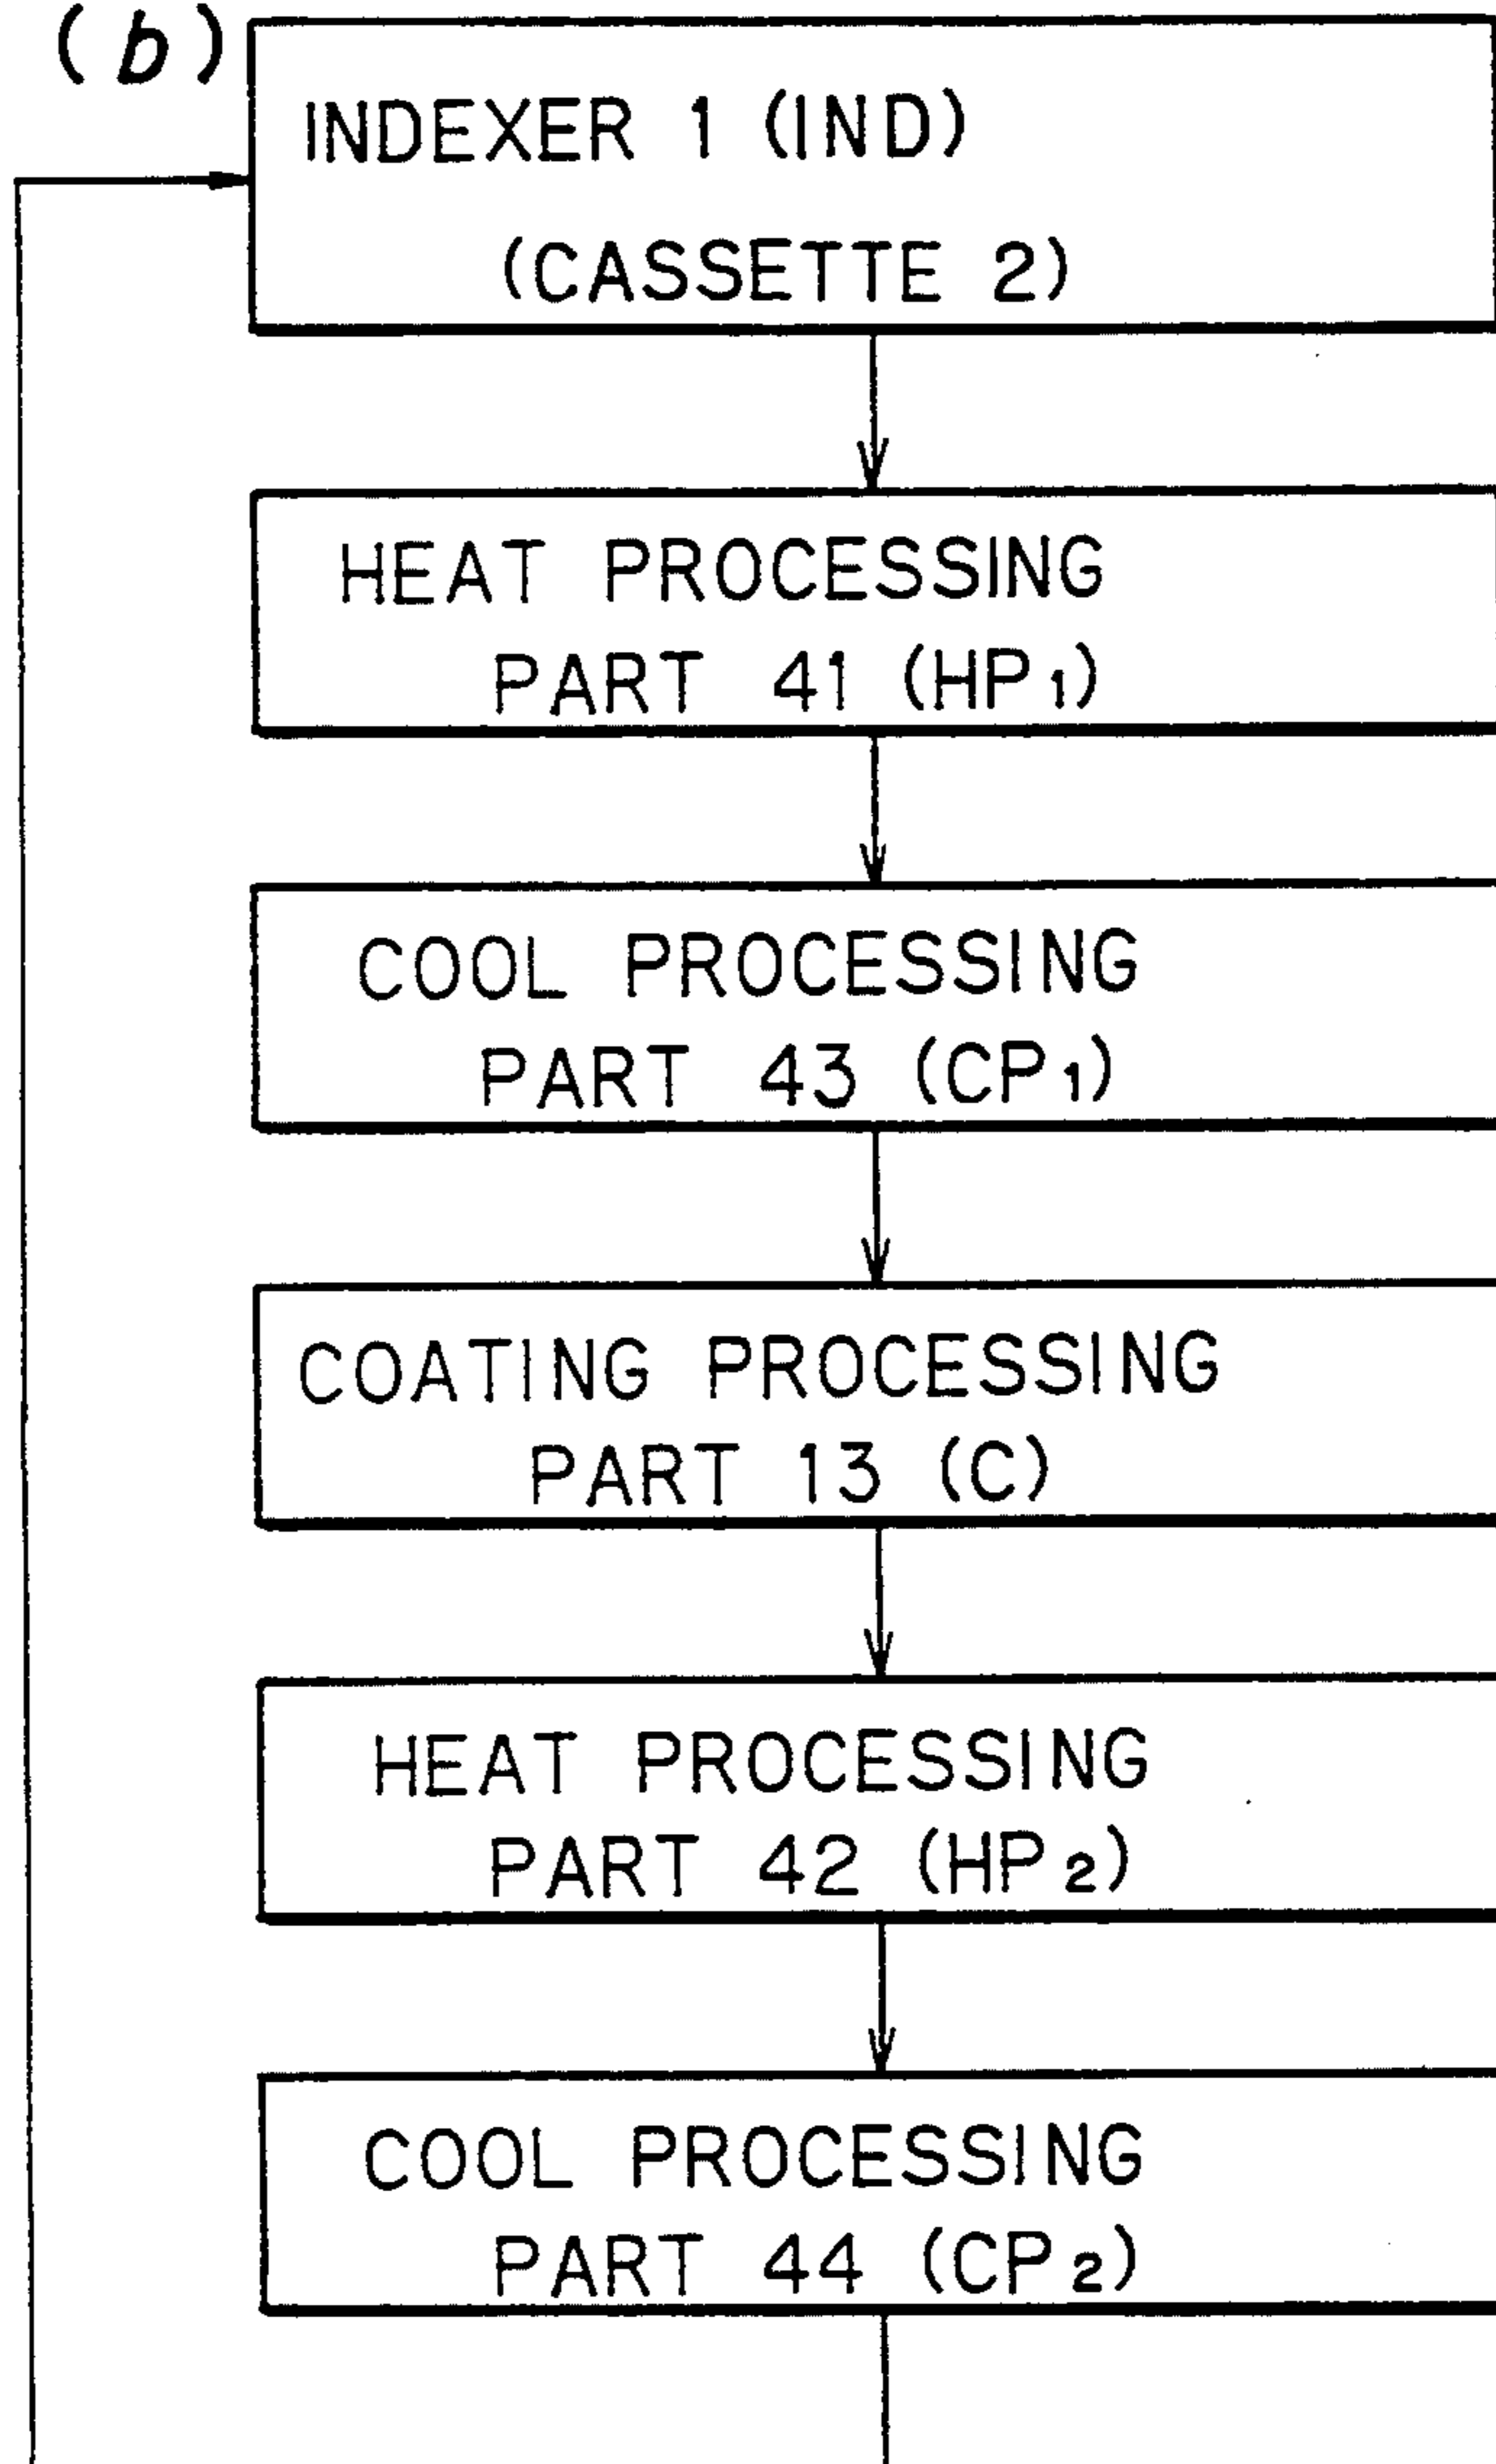 (b)
INDEXER 1 (IND)
(CASSETTE 2)
HEAT PROCESSING
PART 41 (HP₁)
COOL PROCESSING
PART 43 (CP₁)
COATING PROCESSING
PART 13 (C)
HEAT PROCESSING
PART 42 (HP₂)
COOL PROCESSING
PART 44 (CP₂)